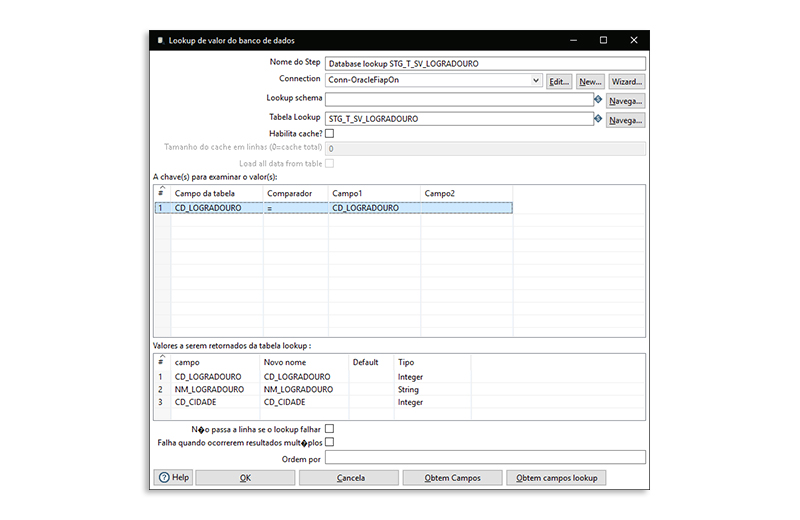 Lookup de valor do banco de dados
Nome do Step Database lookup STG_T_SV_LOGRADOURO
Connection Conn-OracleFiapOn Edit... New... Wizard...
Lookup schema Navega...
Tabela Lookup STG_T_SV_LOGRADOURO Navega...
Habilita cache?
Tamanho do cache em linhas (0=cache total) 0
Load all data from table
A chave(s) para examinar o valor(s):
# Campo da tabela Comparador Campo1 Campo2
1 CD_LOGRADOURO = CD_LOGRADOURO
Valores a serem retornados da tabela lookup :
# campo Novo nome Default Tipo
1 CD_LOGRADOURO CD_LOGRADOURO Integer
2 NM_LOGRADOURO NM_LOGRADOURO String
3 CD_CIDADE CD_CIDADE Integer
N�o passa a linha se o lookup falhar
Falha quando ocorrerem resultados mult�plos
Ordem por
Help OK Cancela Obtem Campos Obtem campos lookup